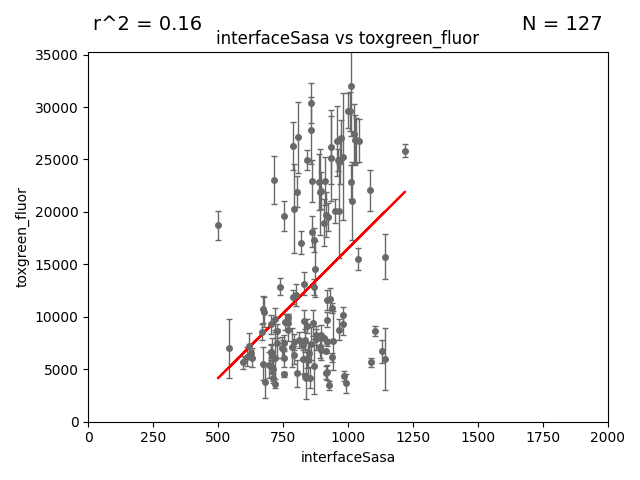 r^2 = 0.16
N = 127
interfaceSasa vs toxgreen_fluor
35000
30000
25000
20000
15000
10000
5000
0
toxgreen_fluor
0 250 500 750 1000 1250 1500 1750 2000
interfaceSasa